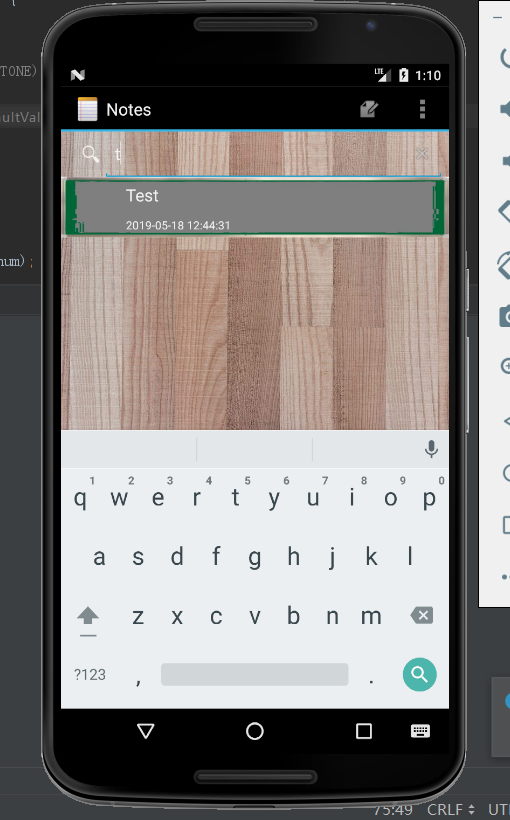 TONE)
LTE 1:10
Notes
aultVal
t
Test
2019-05-18 12:44:31
num);
1 2 3 4 5 6 7 8 9 0
q w e r t y u i o p
a s d f g h j k l
z x c v b n m
?123 , .
75:49 CRLF UT